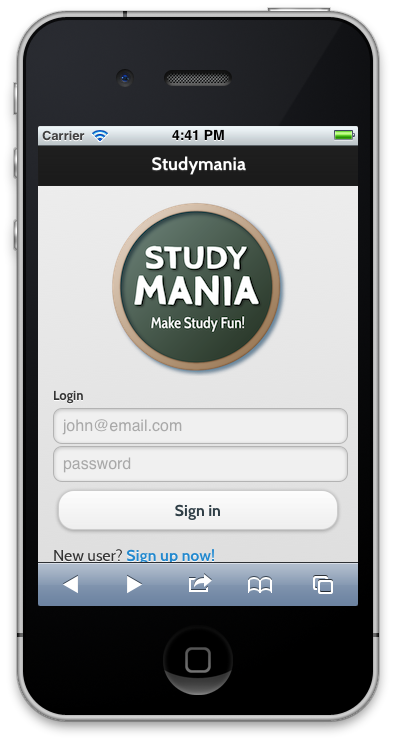 Carrier 4:41 PM
Studymania
STUDY
MANIA
Make Study Fun!
Login
john@email.com
password
Sign in
New user? Sign up now!